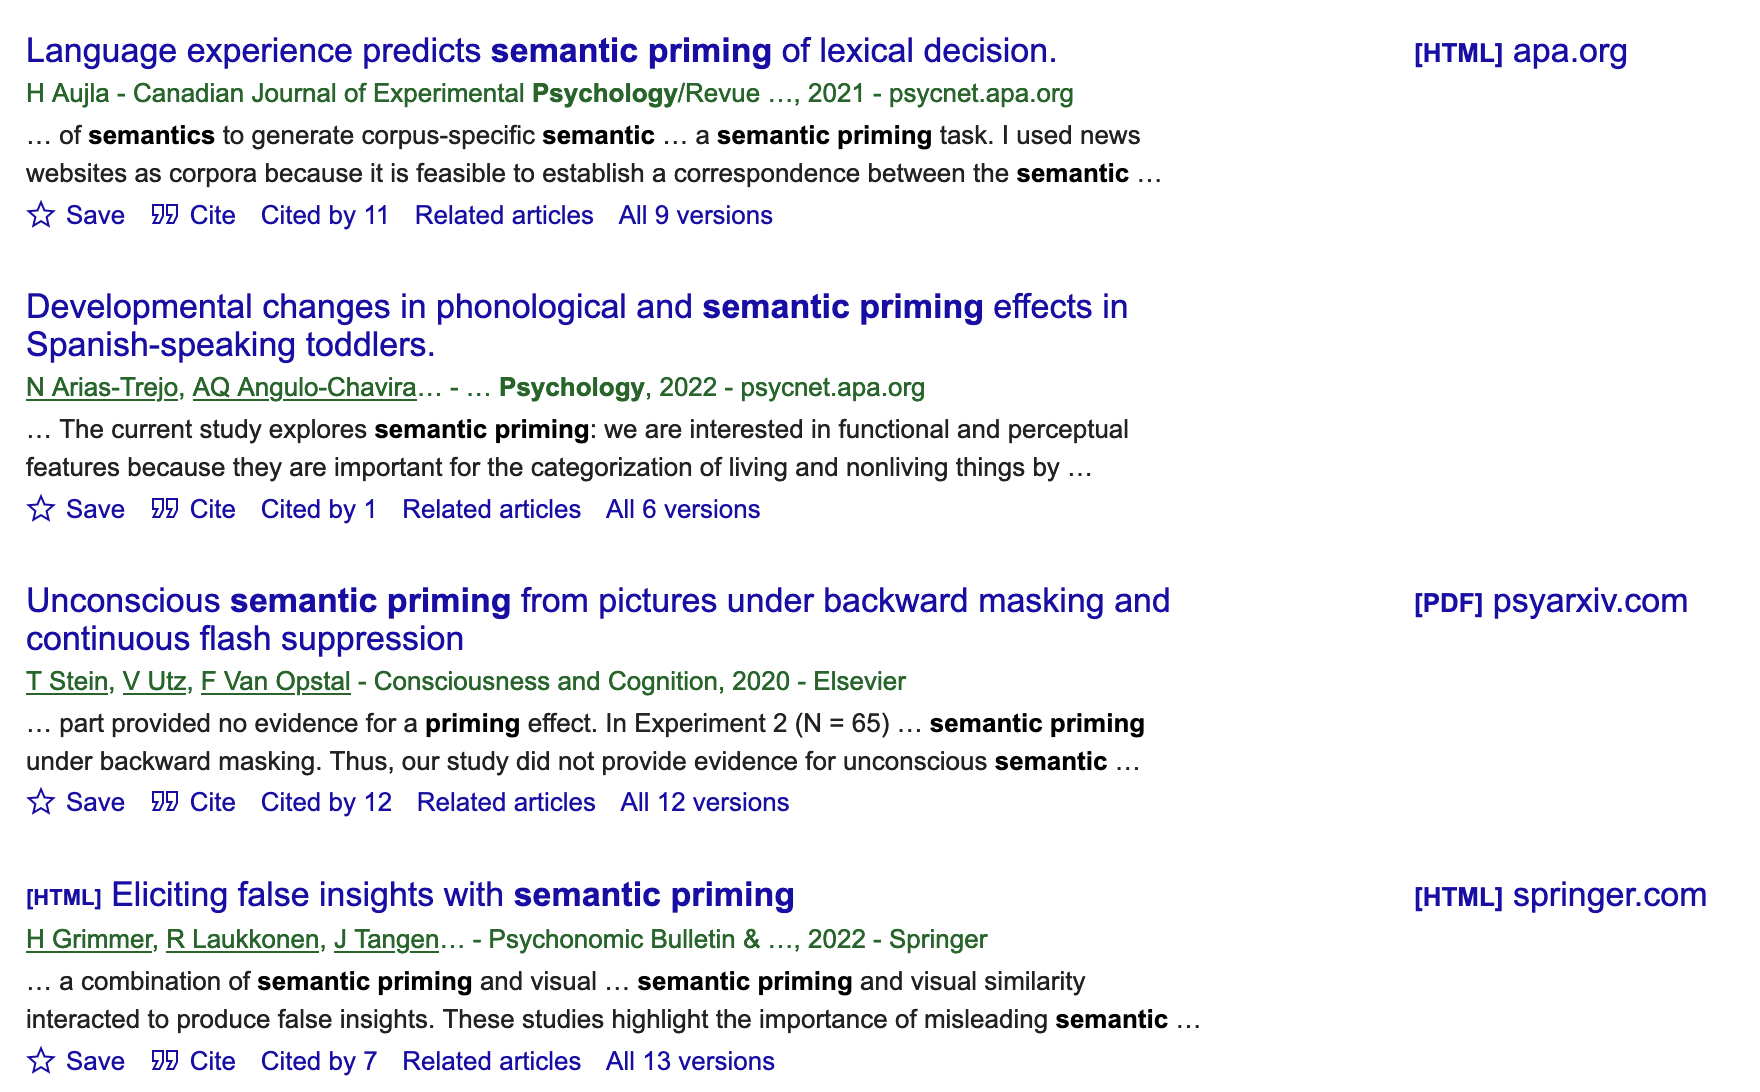 Language experience predicts semantic priming of lexical decision.
[HTML] apa.org
H Aujla - Canadian Journal of Experimental Psychology/Revue …, 2021 - psycnet.apa.org
… of semantics to generate corpus-specific semantic … a semantic priming task. I used news
websites as corpora because it is feasible to establish a correspondence between the semantic …
Save Cite Cited by 11 Related articles All 9 versions
Developmental changes in phonological and semantic priming effects in
Spanish-speaking toddlers.
N Arias-Trejo, AQ Angulo-Chavira… - … Psychology, 2022 - psycnet.apa.org
… The current study explores semantic priming: we are interested in functional and perceptual
features because they are important for the categorization of living and nonliving things by …
Save Cite Cited by 1 Related articles All 6 versions
Unconscious semantic priming from pictures under backward masking and
continuous flash suppression
[PDF] psyarxiv.com
T Stein, V Utz, F Van Opstal - Consciousness and Cognition, 2020 - Elsevier
… part provided no evidence for a priming effect. In Experiment 2 (N = 65) … semantic priming
under backward masking. Thus, our study did not provide evidence for unconscious semantic …
Save Cite Cited by 12 Related articles All 12 versions
[HTML] Eliciting false insights with semantic priming
[HTML] springer.com
H Grimmer, R Laukkonen, J Tangen… - Psychonomic Bulletin & …, 2022 - Springer
… a combination of semantic priming and visual … semantic priming and visual similarity
interacted to produce false insights. These studies highlight the importance of misleading semantic …
Save Cite Cited by 7 Related articles All 13 versions